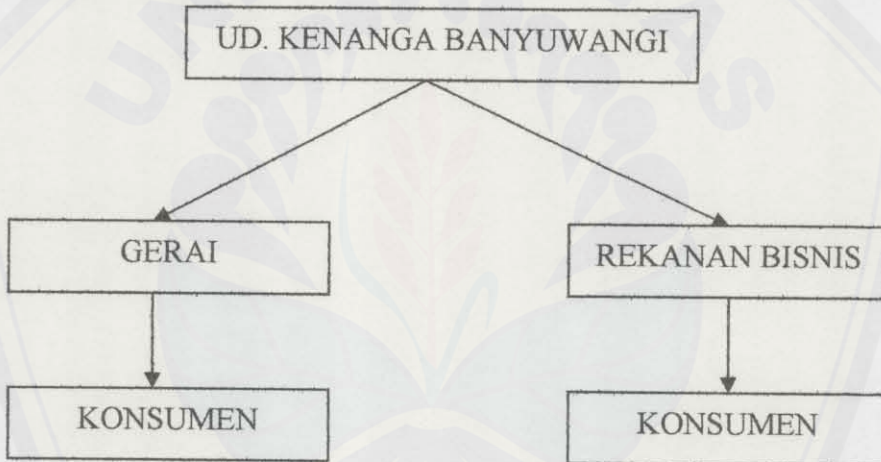 UD. KENANGA BANYUWANGI
GERAI
REKANAN BISNIS
KONSUMEN
KONSUMEN